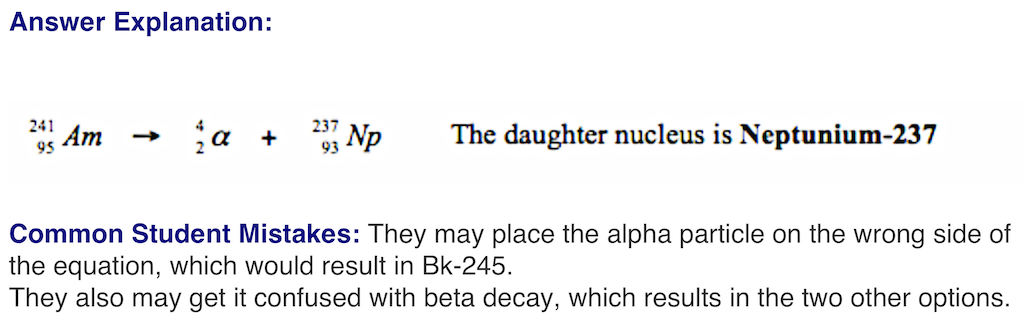 Answer Explanation:
241 95 Am → 4 2 α + 237 93 Np The daughter nucleus is Neptunium-237
Common Student Mistakes: They may place the alpha particle on the wrong side of
the equation, which would result in Bk-245.
They also may get it confused with beta decay, which results in the two other options.